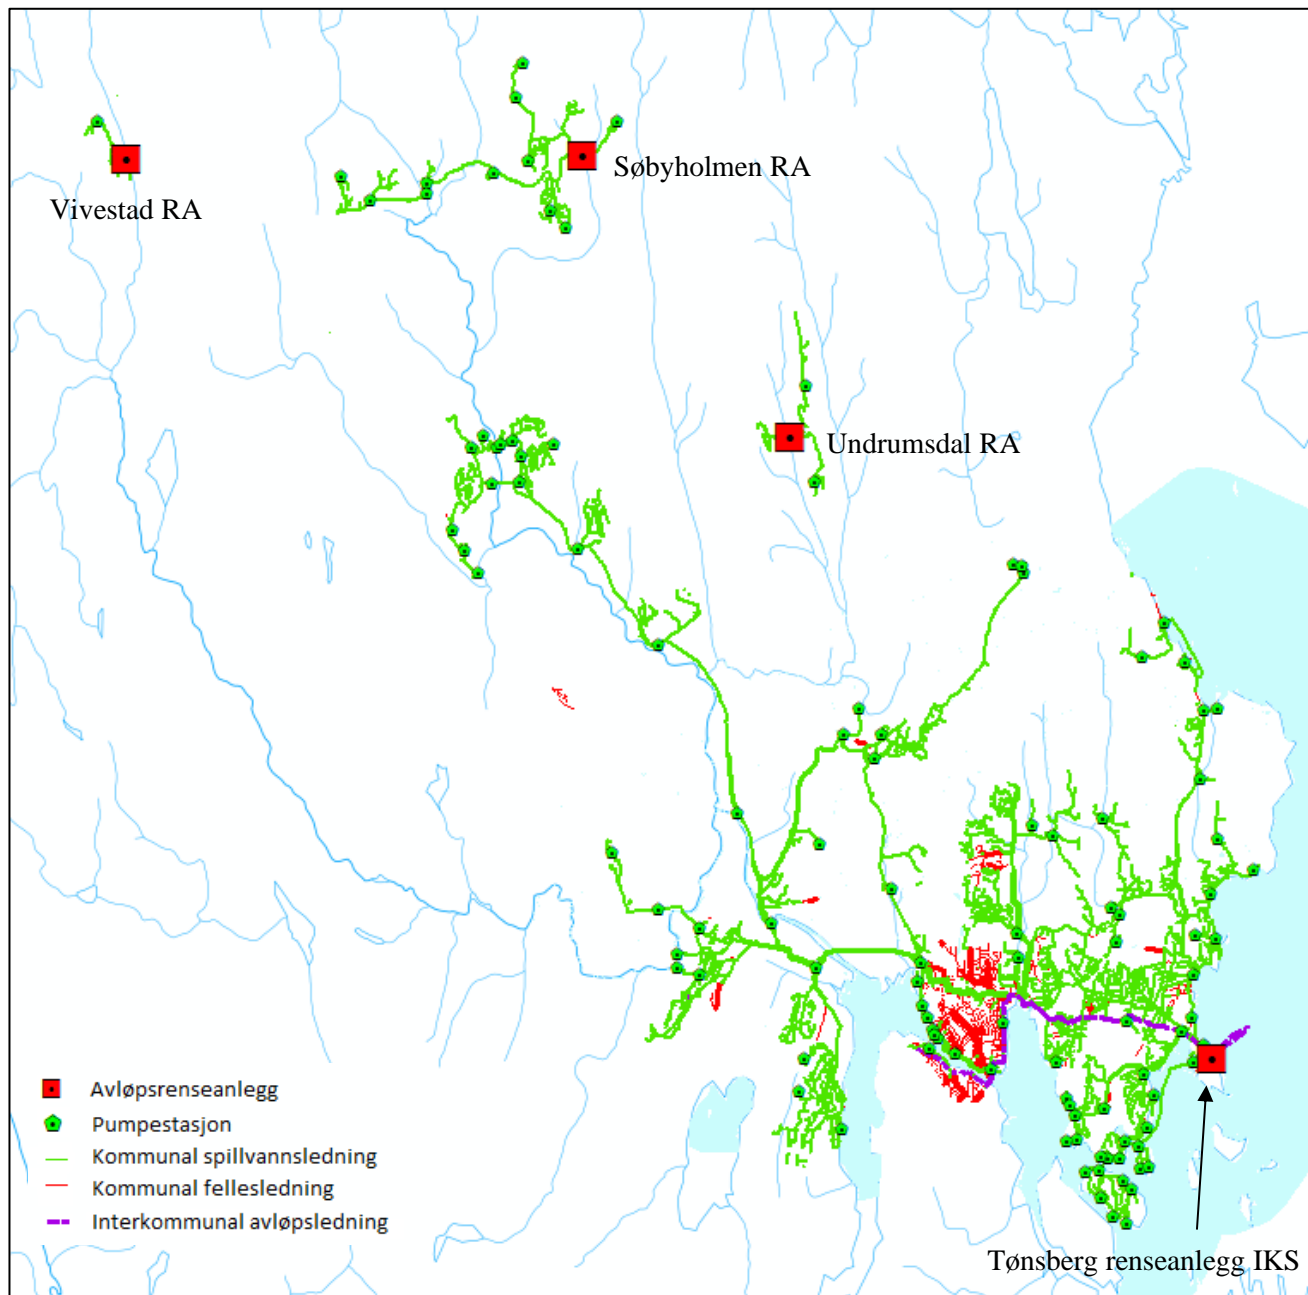 Søbyholmen RA
Vivestad RA
Undrumsdal RA
Avløpsrenseanlegg
Pumpestasjon
Kommunal spillvannsledning
Kommunal fellesledning
Interkommunal avløpsledning
Tønsberg renseanlegg IKS